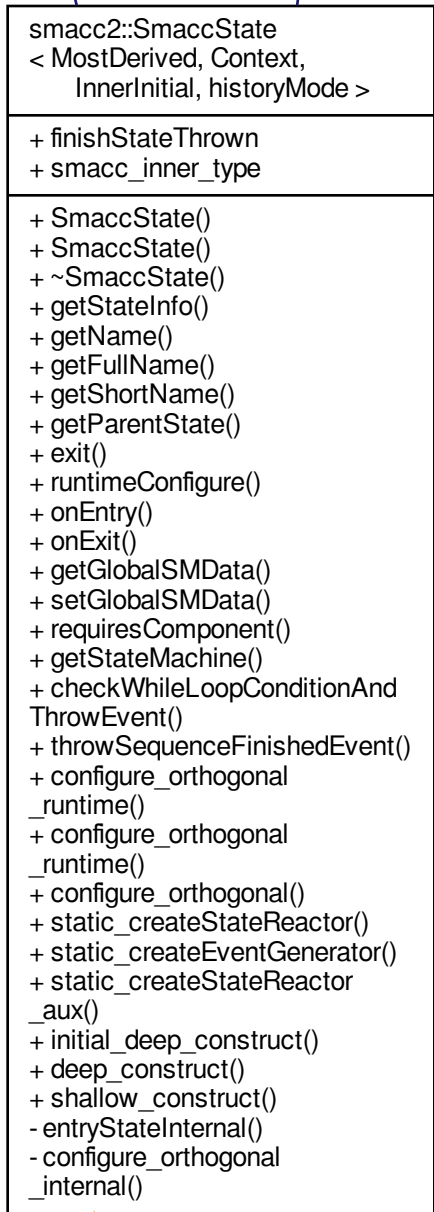 smacc2::SmaccState
< MostDerived, Context,
InnerInitial, historyMode >
+ finishStateThrown
+ smacc_inner_type
+ SmaccState()
+ SmaccState()
+ ~SmaccState()
+ getStateInfo()
+ getName()
+ getFullName()
+ getShortName()
+ getParentState()
+ exit()
+ runtimeConfigure()
+ onEntry()
+ onExit()
+ getGlobalSMData()
+ setGlobalSMData()
+ requiresComponent()
+ getStateMachine()
+ checkWhileLoopConditionAnd
ThrowEvent()
+ throwSequenceFinishedEvent()
+ configure_orthogonal
_runtime()
+ configure_orthogonal
_runtime()
+ configure_orthogonal()
+ static_createStateReactor()
+ static_createEventGenerator()
+ static_createStateReactor
_aux()
+ initial_deep_construct()
+ deep_construct()
+ shallow_construct()
- entryStateInternal()
- configure_orthogonal
_internal()